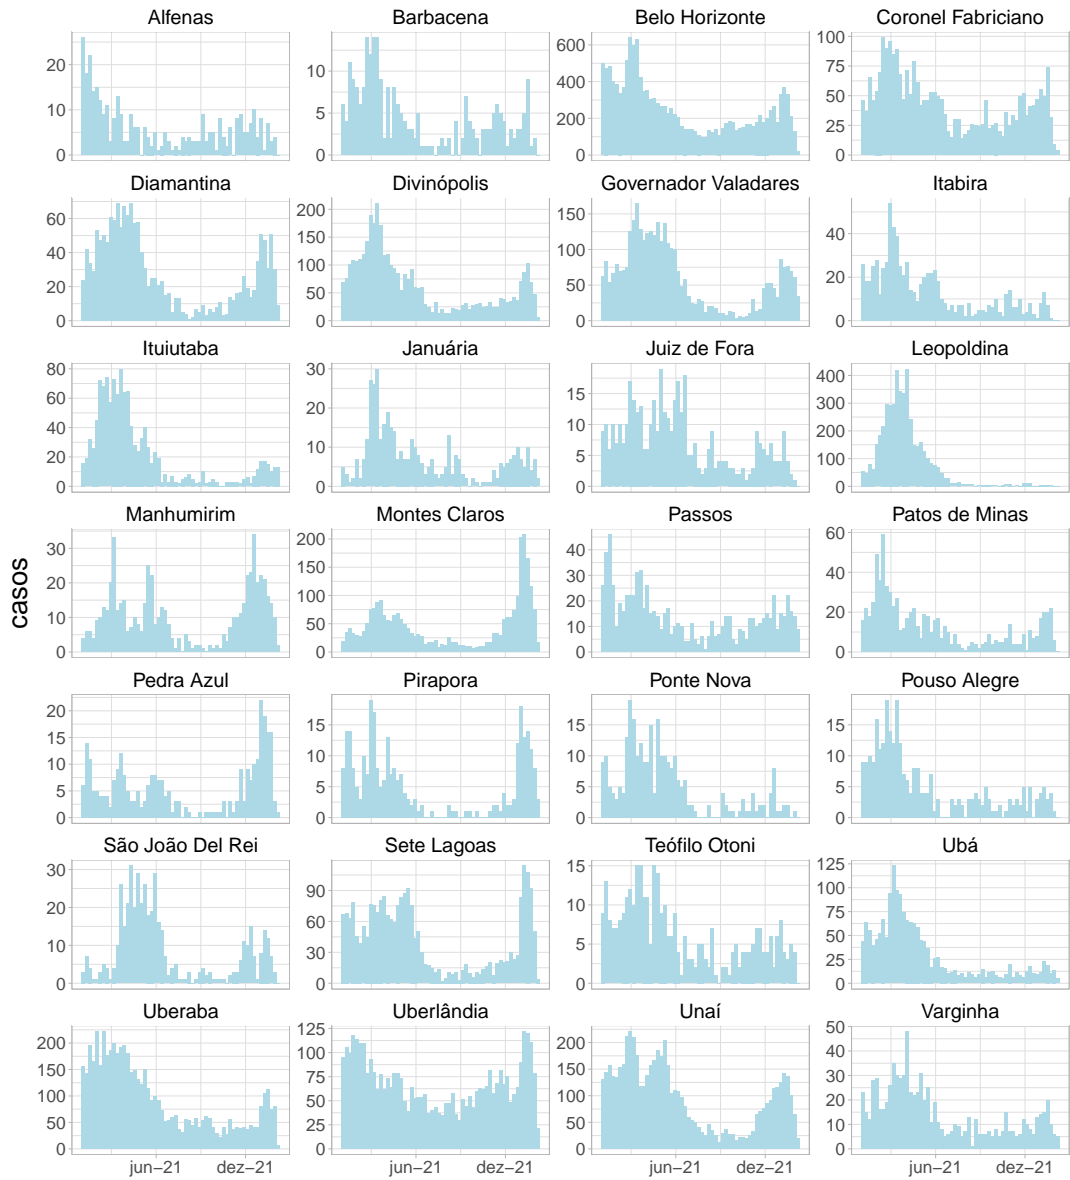 Alfenas Barbacena Belo Horizonte Coronel Fabriciano
20 10 0
10 5 0
600 400 200 0
100 75 50 25 0
Diamantina Divinópolis Governador Valadares Itabira
60 40 20 0
200 150 100 50 0
150 100 50 0
40 20 0
Ituiutaba Januária Juiz de Fora Leopoldina
80 60 40 20 0
30 20 10 0
15 10 5 0
400 300 200 100 0
Manhumirim Montes Claros Passos Patos de Minas
30 20 10 0
200 150 100 50 0
40 30 20 10 0
60 40 20 0
casos
Pedra Azul Pirapora Ponte Nova Pouso Alegre
20 15 10 5 0
15 10 5 0
15 10 5 0
15 10 5 0
São João Del Rei Sete Lagoas Teófilo Otoni Ubá
30 20 10 0
90 60 30 0
15 10 5 0
125 100 75 50 25 0
Uberaba Uberlândia Unaí Varginha
200 150 100 50 0
125 100 75 50 25 0
200 150 100 50 0
50 40 30 20 10 0
jun–21 dez–21 jun–21 dez–21 jun–21 dez–21 jun–21 dez–21